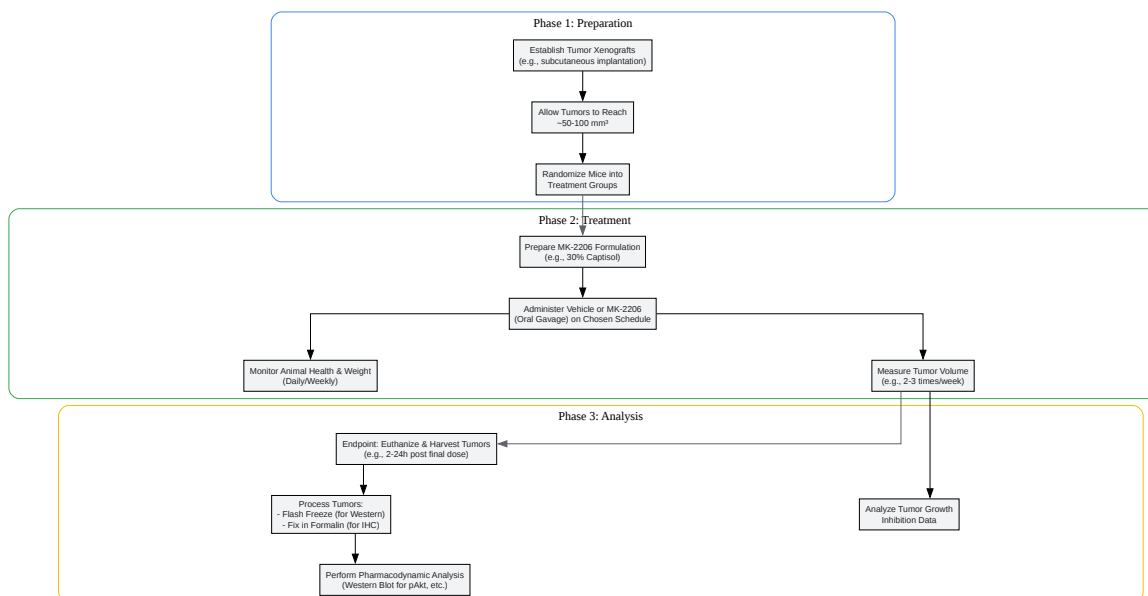 Phase 1: Preparation
Establish Tumor Xenografts
(e.g., subcutaneous implantation)
Allow Tumors to Reach
~50-100 mm³
Randomize Mice into
Treatment Groups
Phase 2: Treatment
Prepare MK-2206 Formulation
(e.g., 30% Captisol)
Administer Vehicle or MK-2206
(Oral Gavage) on Chosen Schedule
Monitor Animal Health & Weight
(Daily/Weekly)
Measure Tumor Volume
(e.g., 2-3 times/week)
Phase 3: Analysis
Endpoint: Euthanize & Harvest Tumors
(e.g., 2-24h post final dose)
Process Tumors:
- Flash Freeze (for Western)
- Fix in Formalin (for IHC)
Analyze Tumor Growth
Inhibition Data
Perform Pharmacodynamic Analysis
(Western Blot for pAkt, etc.)